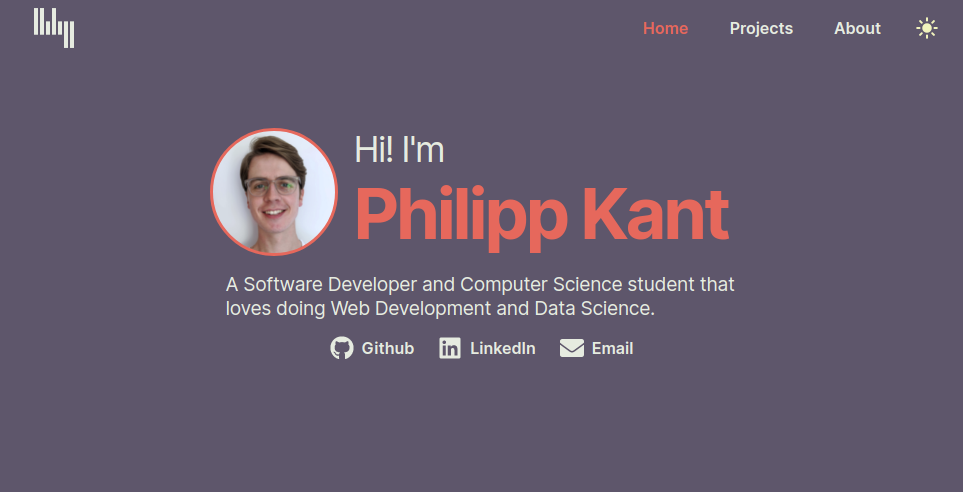 Home Projects About
Hi! I'm
Philipp Kant
A Software Developer and Computer Science student that
loves doing Web Development and Data Science.
Github LinkedIn Email